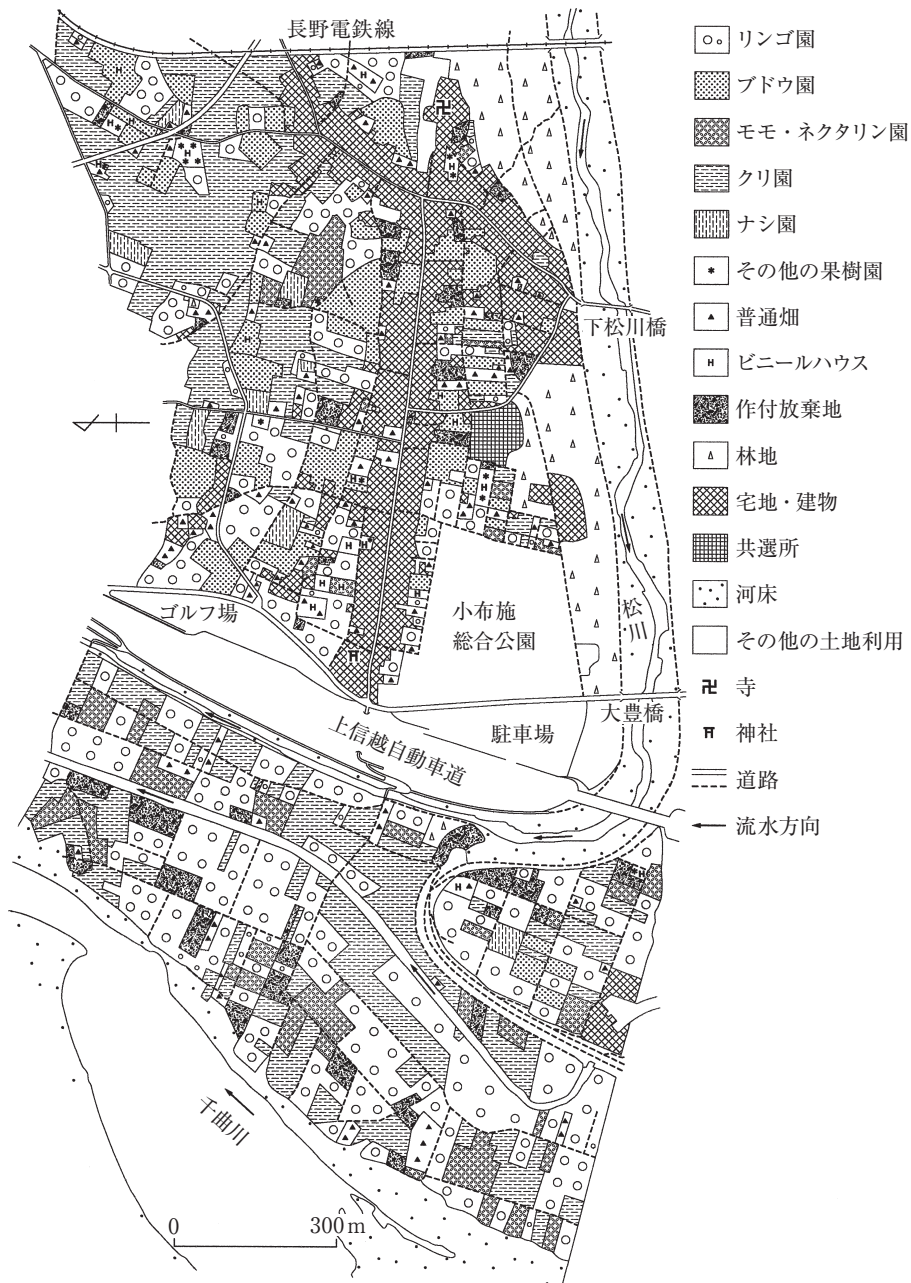 長野電鉄線
下松川橋
ゴルフ場
小布施
総合公園
松川
大豊橋
駐車場
上信越自動車道
千曲川
0 300m
リンゴ園
ブドウ園
モモ・ネクタリン園
クリ園
ナシ園
その他の果樹園
普通畑
H ビニールハウス
作付放棄地
林地
宅地・建物
共選所
河床
その他の土地利用
卍 寺
神社
道路
流水方向